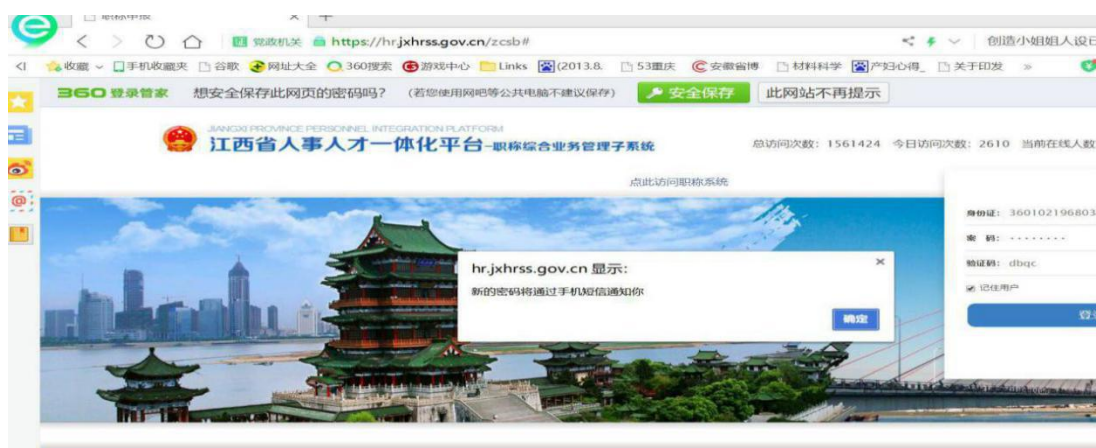 职称申报
党政机关 https://hr.jxhrss.gov.cn/zcsb#
创造小姐姐人设已
收藏 手机收藏夹 谷歌 网址大全 360搜索 游戏中心 Links (2013.8. 53重庆 安徽省博 材料科学 产妇心得_ 关于印发 »
360 登录管家 想安全保存此网页的密码吗? (若您使用网吧等公共电脑不建议保存) 安全保存 此网站不再提示
JIANGXI PROVINCE PERSONNEL INTEGRATION PLATFORM
江西省人事人才一体化平台-职称综合业务管理子系统
总访问次数: 1561424 今日访问次数: 2610 当前在线人数
点此访问职称系统
身份证: 360102196803
密 码: ········
验证码: dbqc
记住用户
登
hr.jxhrss.gov.cn 显示:
新的密码将通过手机短信通知你
确定